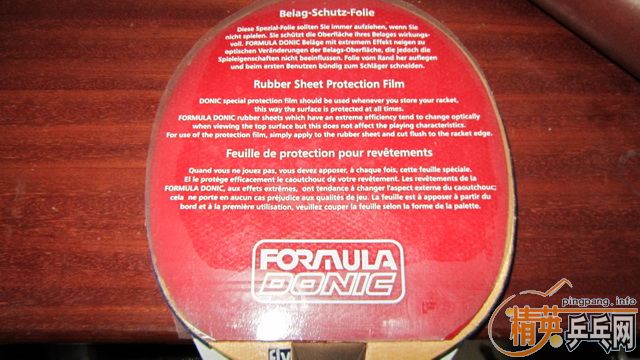 Belag-Schutz-Folie
Diese Spezial-Folie sollten Sie immer aufziehen, wenn Sie
nicht spielen. Sie schützt die Oberfläche Ihres Belages wirkungs-
voll. FORMULA DONIC Beläge mit extremem Effekt neigen zu
optischen Veränderungen der Belags-Oberfläche, die jedoch die
Spieleigenschaften nicht beeinflussen. Folie vom Rand her auflegen
und beim ersten Benutzen bündig zum Schläger schneiden.
Rubber Sheet Protection Film
DONIC special protection film should be used whenever you store your racket,
this way the surface is protected at all times.
FORMULA DONIC rubber sheets which have an extreme efficiency tend to change optically
when viewing the top surface but this does not affect the playing characteristics.
For use of the protection film, simply apply to the rubber sheet and cut flush to the racket edge.
Feuille de protection pour revêtements
Quand vous ne jouez pas, vous devez apposer, à chaque fois, cette feuille spéciale.
El le protège efficacement le caoutchouc de votre revêtement. Les revêtements de la
FORMULA DONIC, aux effets extrêmes, ont tendance à changer l'aspect externe du caoutchouc;
cela ne porte en aucun cas préjudice aux qualités de jeu. La feuille est à apposer à partir du
bord et à la première utilisation, véuillez couper la feuille selon la forme de la palette.
FORMULA
DONIC
pingpang.info
精英乒乓网